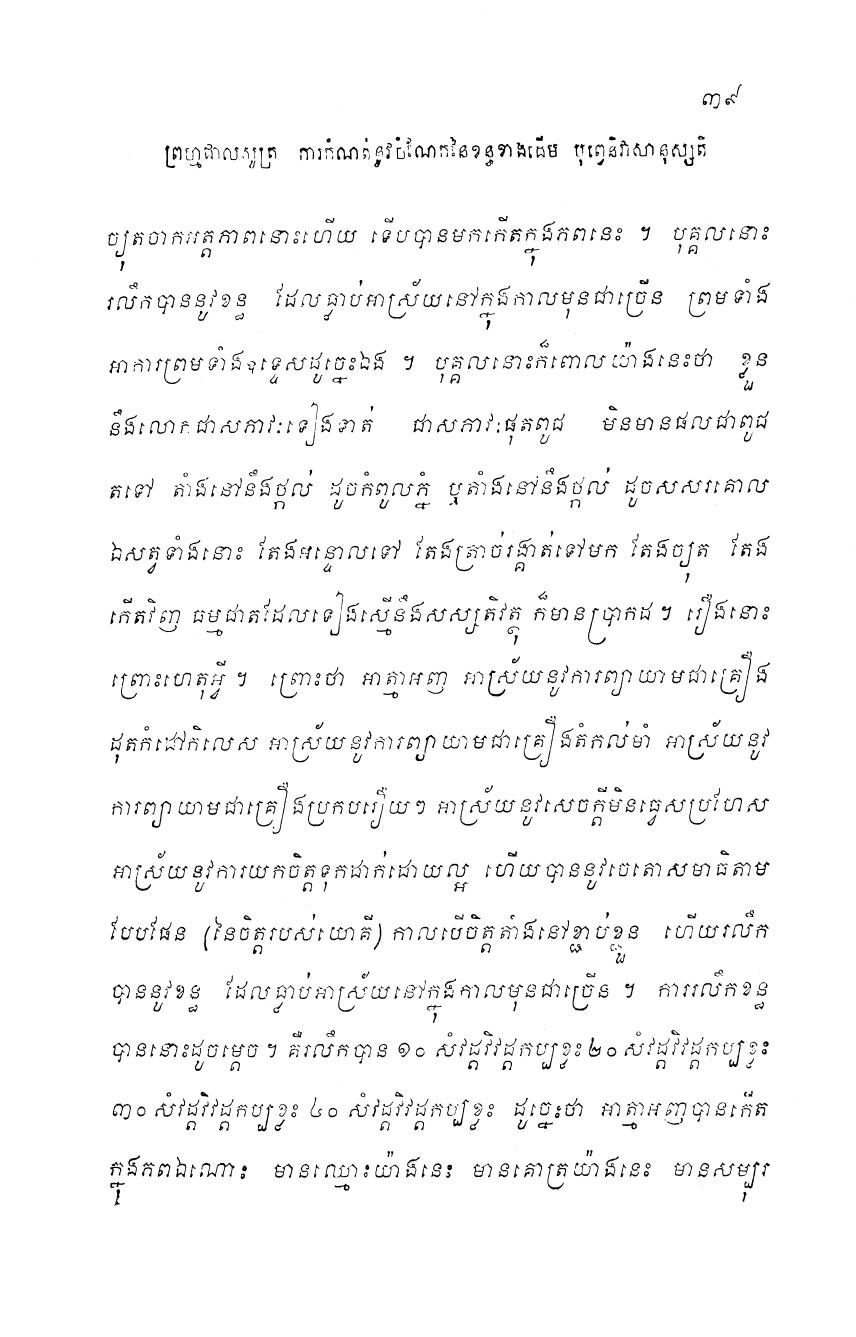 ៣៩
ព្រហ្មជាលសូត្រ ការកំណត់នូវចំណែកនៃខន្ធខាងដើម បុព្វេនិវាសានុស្សតិ
ច្យុតចាកអត្តភាពនោះហើយ ទើបបានមកកើតក្នុងភពនេះ ។ បុគ្គលនោះ
រលឹកបាននូវខន្ធ ដែលធ្លាប់អាស្រ័យនៅក្នុងកាលមុនជាច្រើន ព្រមទាំង
អាការព្រមទាំងឧទ្ទេសដូច្នេះឯង ។ បុគ្គលនោះក៏ពោលយ៉ាងនេះថា ខ្លួន
នឹងលោកជាសភាវៈទៀងទាត់ ជាសភាវៈផុតពូជ មិនមានផលជាពូជ
តទៅ តាំងនៅនឹងថ្កល់ ដូចកំពូលភ្នំ ឬតាំងនៅនឹងថ្កល់ ដូចសសរគោល
ឯសត្វទាំងនោះ តែងអន្ទោលទៅ តែងត្រាច់រង្គាត់ទៅមក តែងច្យុត តែង
កើតវិញ ធម្មជាតដែលទៀងស្មើនឹងសស្សតិវត្ថុ ក៏មានប្រាកដ ។ រឿងនោះ
ព្រោះហេតុអ្វី ។ ព្រោះថា អាត្មាអញ អាស្រ័យនូវការព្យាយាមជាគ្រឿង
ដុតកំដៅកិលេស អាស្រ័យនូវការព្យាយាមជាគ្រឿងតំកល់មាំ អាស្រ័យនូវ
ការព្យាយាមជាគ្រឿងប្រកបរឿយៗ អាស្រ័យនូវសេចក្តីមិនធ្វេសប្រហែស
អាស្រ័យនូវការយកចិត្តទុកដាក់ដោយល្អ ហើយបាននូវចេតោសមាធិតាម
បែបផែន (នៃចិត្តរបស់យោគី) កាលបើចិត្តតាំងនៅខ្ជាប់ខ្ជួន ហើយរលឹក
បាននូវខន្ធ ដែលធ្លាប់អាស្រ័យនៅក្នុងកាលមុនជាច្រើន ។ ការរលឹកខន្ធ
បាននោះដូចម្តេច ។ គឺរលឹកបាន ១០ សំវដ្តវិវដ្តកប្បខ្លះ ២០ សំវដ្តវិវដ្តកប្បខ្លះ
៣០ សំវដ្តវិវដ្តកប្បខ្លះ ៤០ សំវដ្តវិវដ្តកប្បខ្លះ ដូច្នេះថា អាត្មាអញបានកើត
ក្នុងភពឯណោះ មានឈ្មោះយ៉ាងនេះ មានគោត្រយ៉ាងនេះ មានសម្បុរ